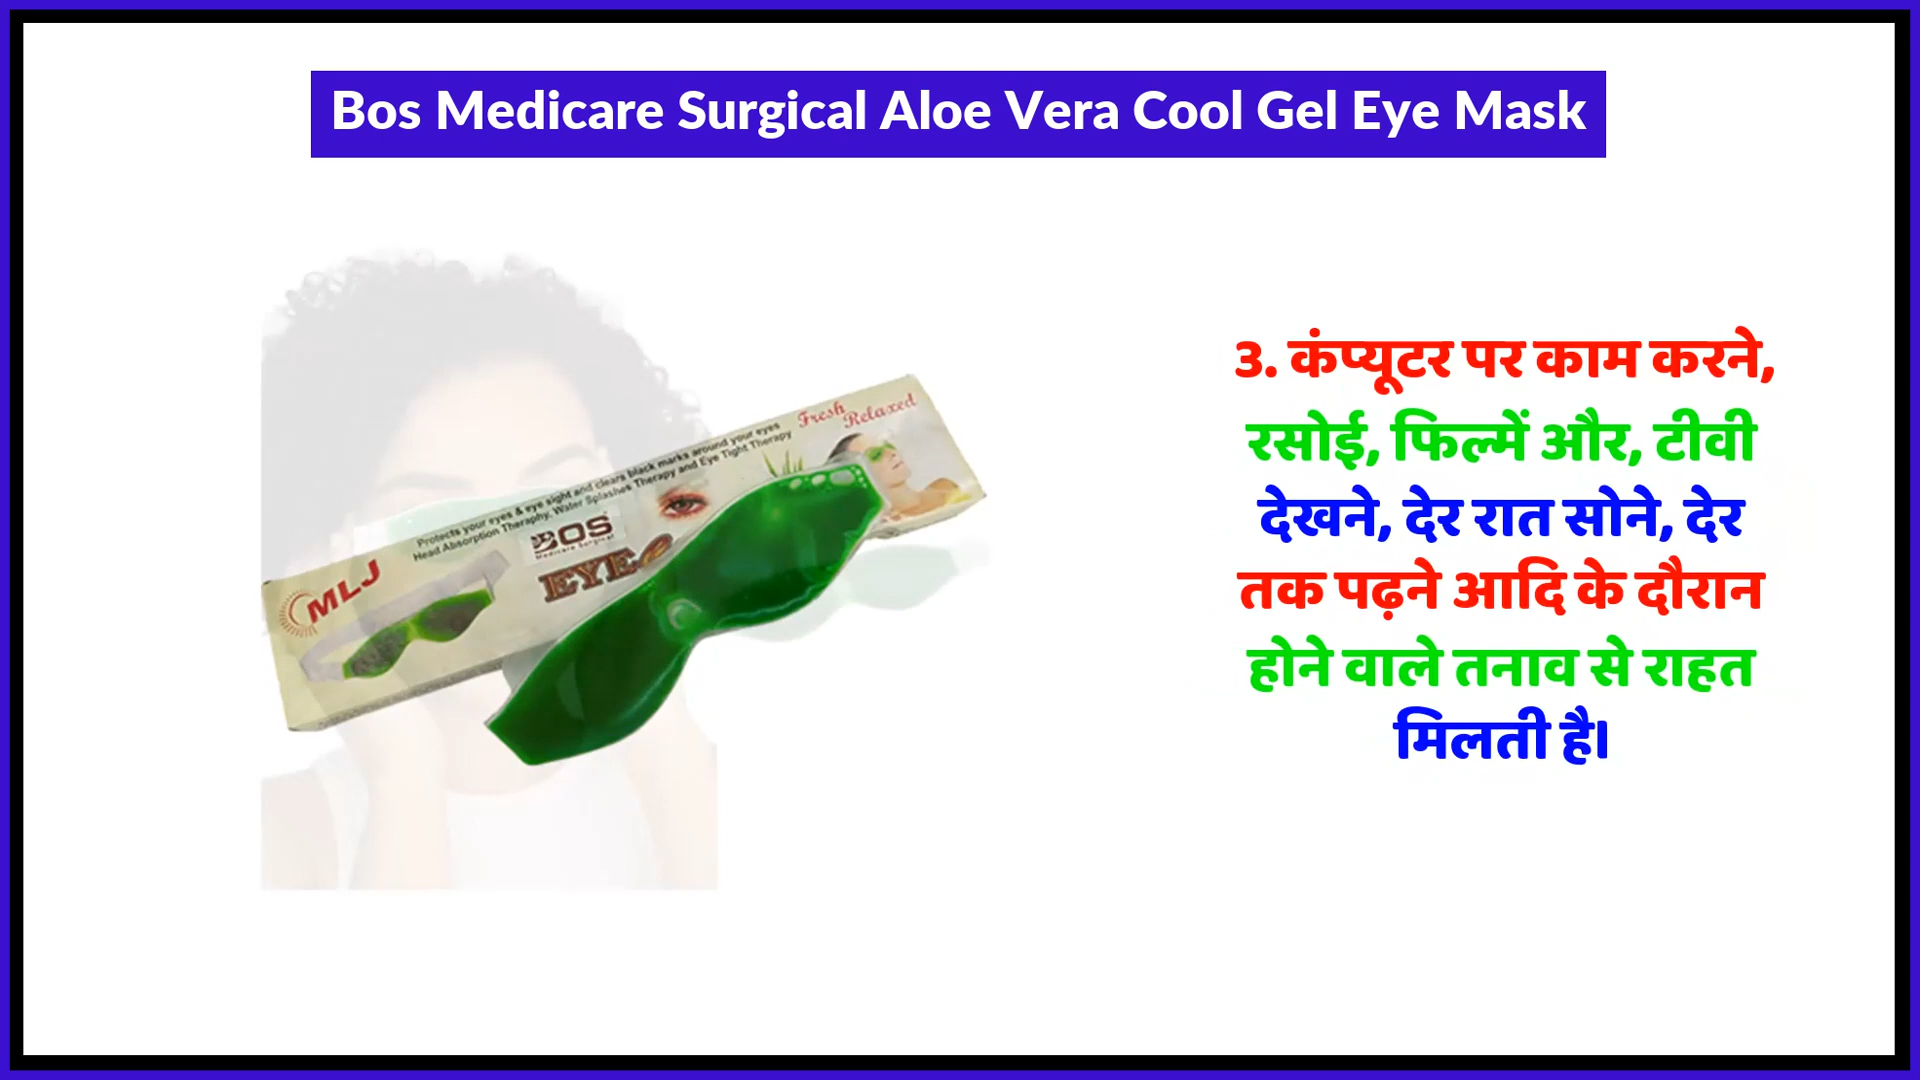 Bos Medicare Surgical Aloe Vera Cool Gel Eye Mask
3. कंप्यूटर पर काम करने,
रसोई, फिल्में और, टीवी
देखने, देर रात सोने, देर
तक पढ़ने आदि के दौरान
होने वाले तनाव से राहत
मिलती है।
Fresh
Relaxed
Protects your eyes & eye sight and clears black marks around your eyes
Head Absorption Theraphy, Water Splashes Therapy and Eye Tight Therapy
BOS
Medicare Surgical
EYE
MLJ